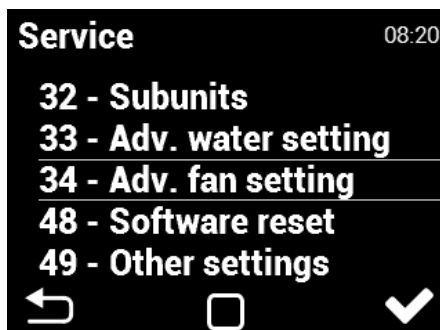 Service 08:20
32 - Subunits
33 - Adv. water setting
34 - Adv. fan setting
48 - Software reset
49 - Other settings